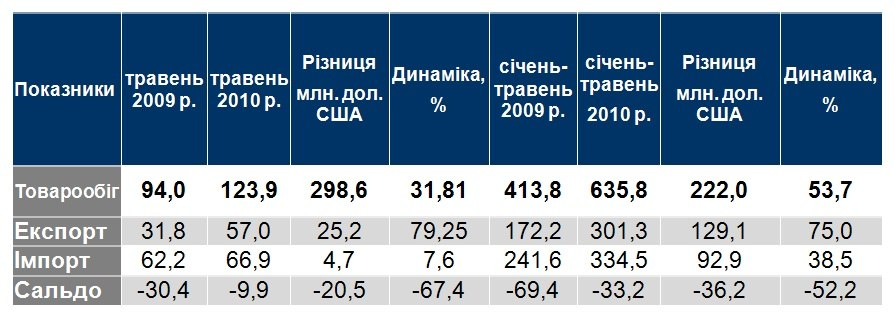 Показники травень 2009 р. травень 2010 р. Різниця млн. дол. США Динаміка, % січень-травень 2009 р. січень-травень 2010 р. Різниця млн. дол. США Динаміка, %
Товарообіг 94,0 123,9 298,6 31,81 413,8 635,8 222,0 53,7
Експорт 31,8 57,0 25,2 79,25 172,2 301,3 129,1 75,0
Імпорт 62,2 66,9 4,7 7,6 241,6 334,5 92,9 38,5
Сальдо -30,4 -9,9 -20,5 -67,4 -69,4 -33,2 -36,2 -52,2